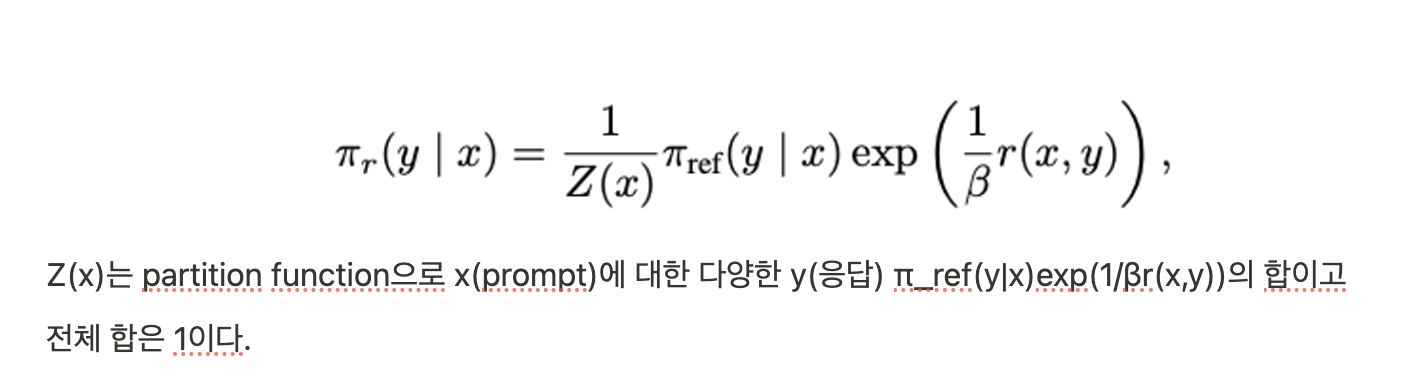 π_r(y | x) = \frac{1}{Z(x)} π_ref(y | x) exp ( \frac{1}{β} r(x, y) ) ,
Z(x)는 partition function으로 x(prompt)에 대한 다양한 y(응답) π_ref(y|x)exp(1/βr(x,y))의 합이고
전체 합은 1이다.